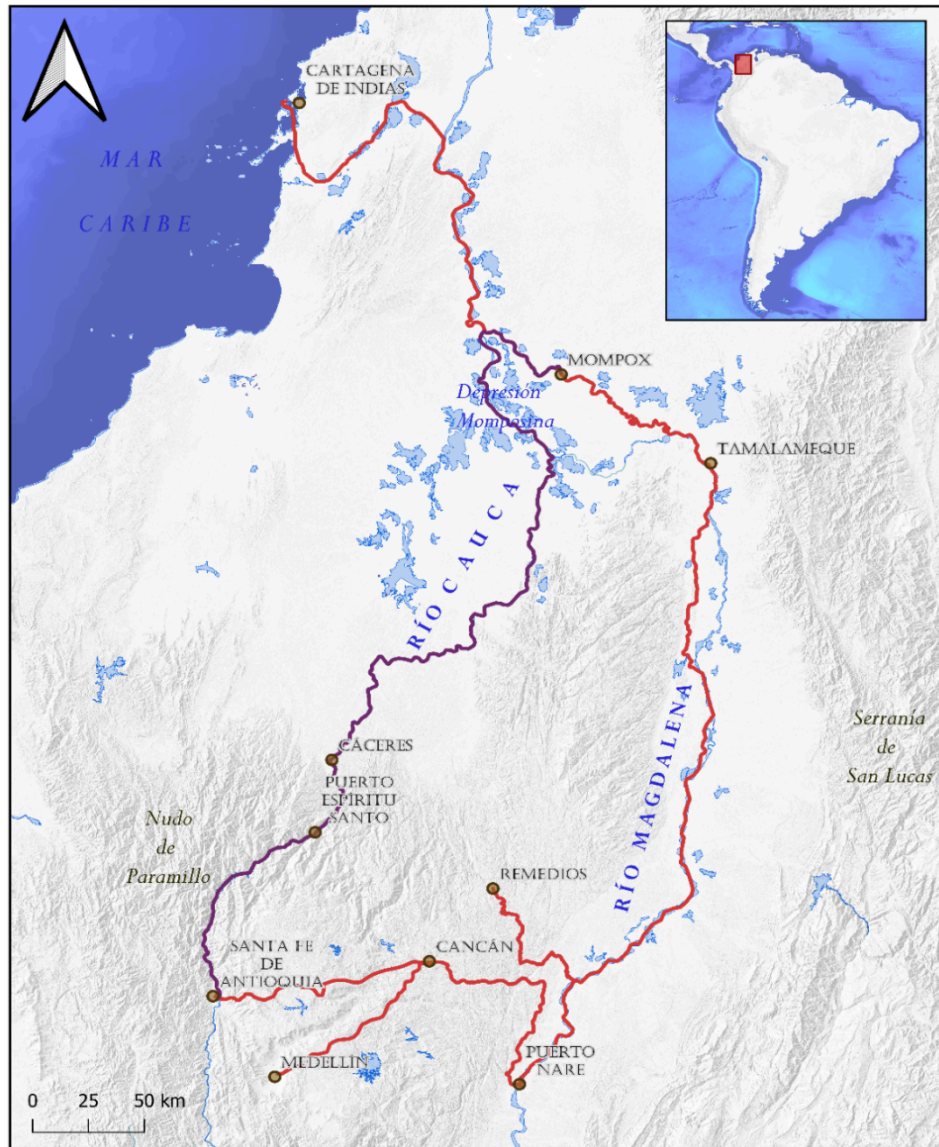 CARTAGENA
DE INDIAS
MAR
CARIBE
MOMPOX
Depresión
Momposina
TAMALAMEQUE
RÍO CAUCA
RÍO MAGDALENA
Serranía
de
San Lucas
CÁCERES
PUERTO
ESPÍRITU
SANTO
Nudo
de
Paramillo
REMEDIOS
SANTA FE
DE
ANTIOQUIA
CANCÁN
MEDELLÍN
PUERTO
NARE
0 25 50 km